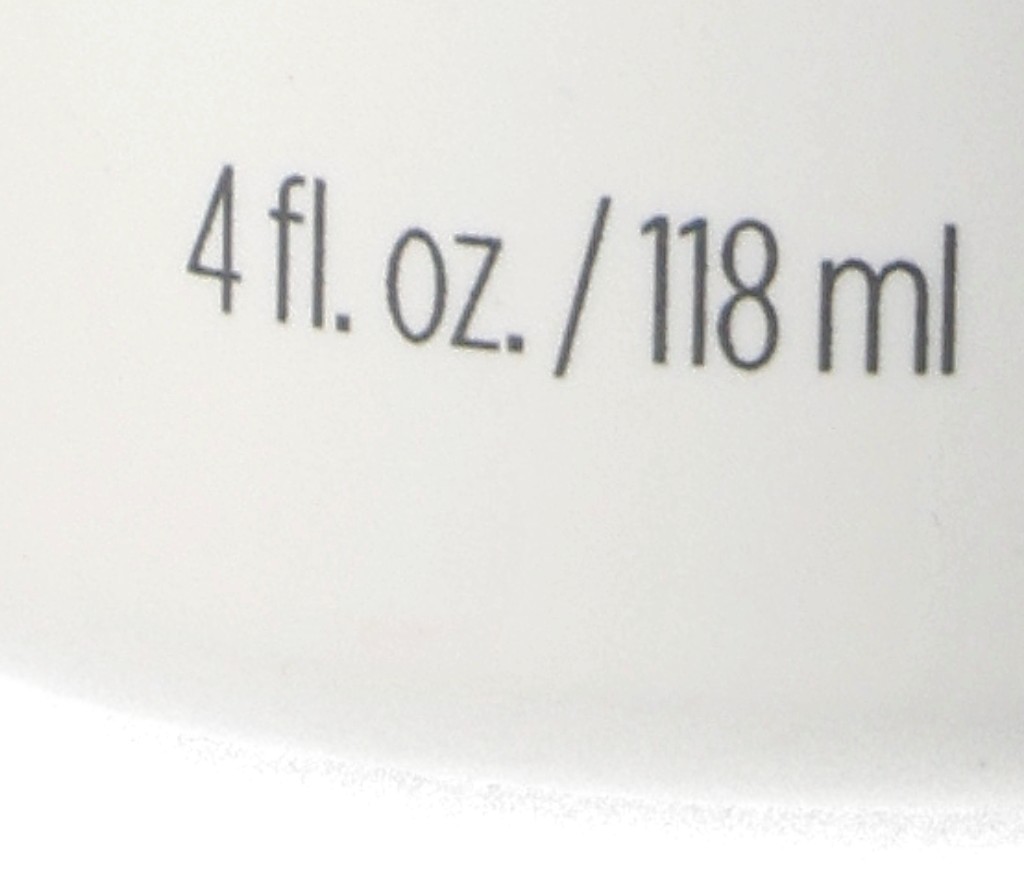 4 fl. oz. / 118 ml